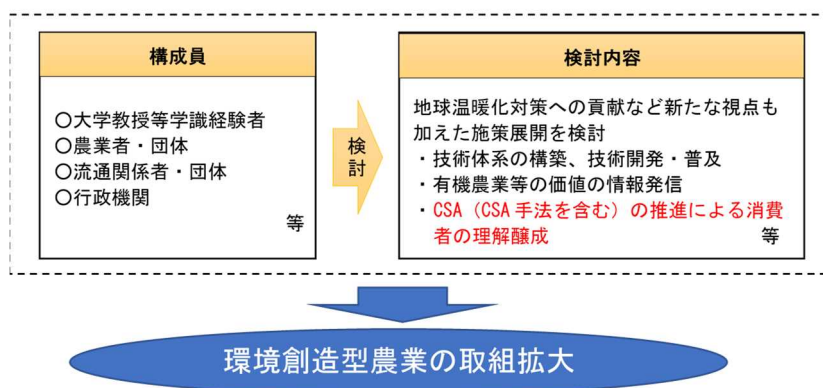 構成員
〇大学教授等学識経験者
〇農業者・団体
〇流通関係者・団体
〇行政機関
等
検討
検討内容
地球温暖化対策への貢献など新たな視点も
加えた施策展開を検討
・技術体系の構築、技術開発・普及
・有機農業等の価値の情報発信
・CSA（CSA 手法を含む）の推進による消費
者の理解醸成 等
環境創造型農業の取組拡大